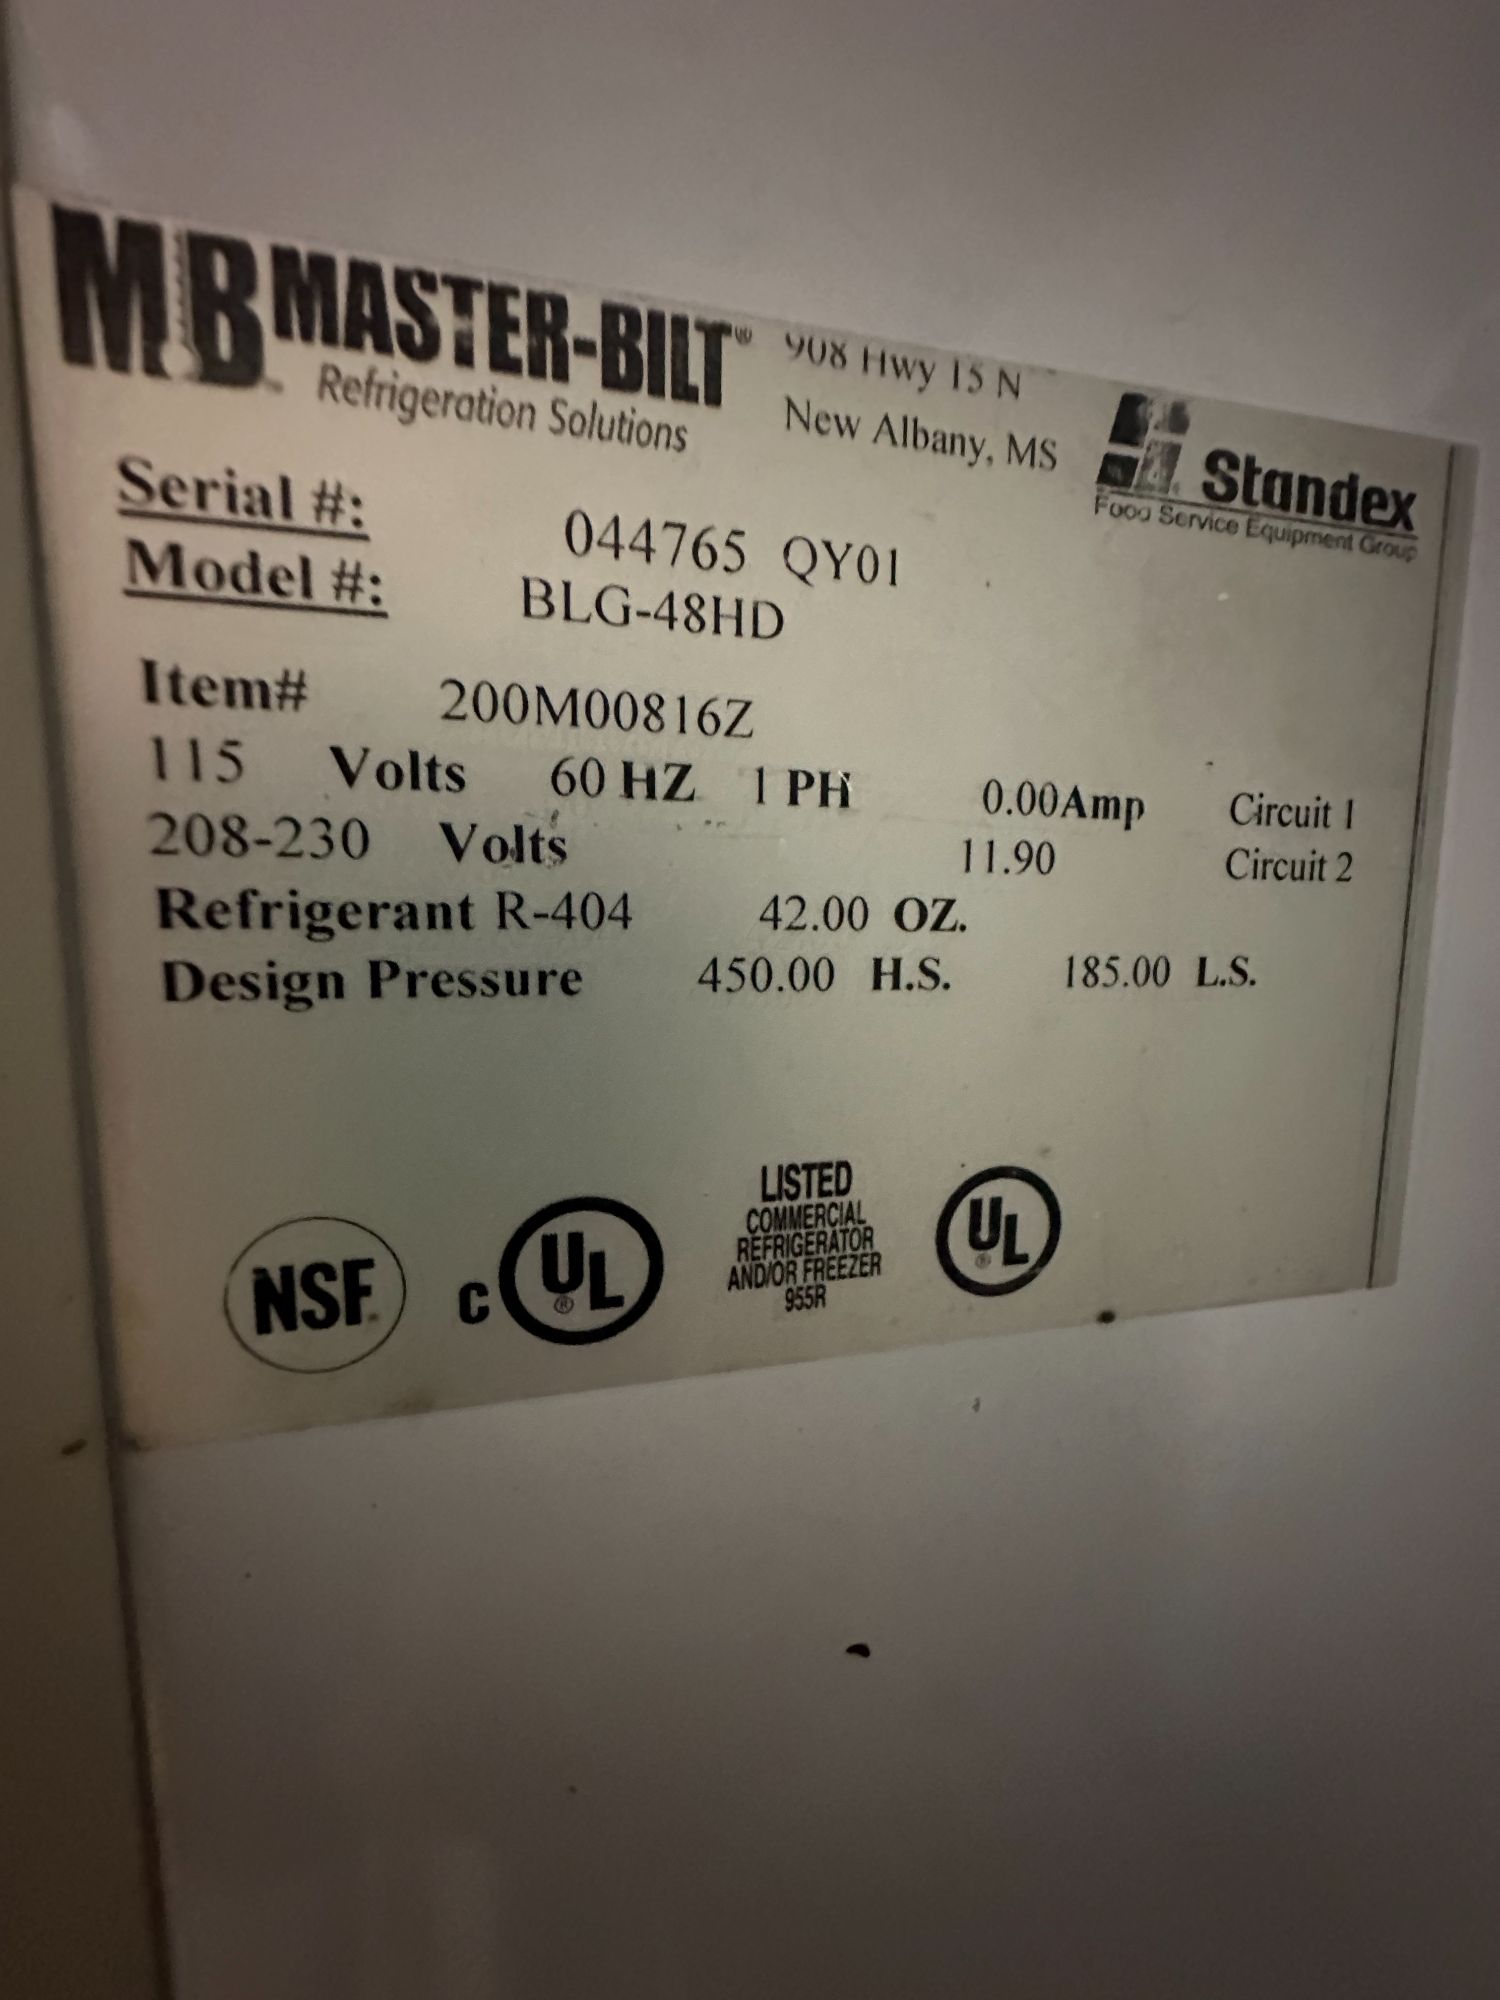 MB MASTER-BILT® 908 Hwy 15 N
Refrigeration Solutions New Albany, MS
Standex
Food Service Equipment Group
Serial #: 044765 QY01
Model #: BLG-48HD
Item# 200M00816Z
115 Volts 60 HZ 1 PH 0.00Amp Circuit 1
208-230 Volts 11.90 Circuit 2
Refrigerant R-404 42.00 OZ.
Design Pressure 450.00 H.S. 185.00 L.S.
NSF.
C UL®
LISTED
COMMERCIAL
REFRIGERATOR
AND/OR FREEZER
955R
UL®